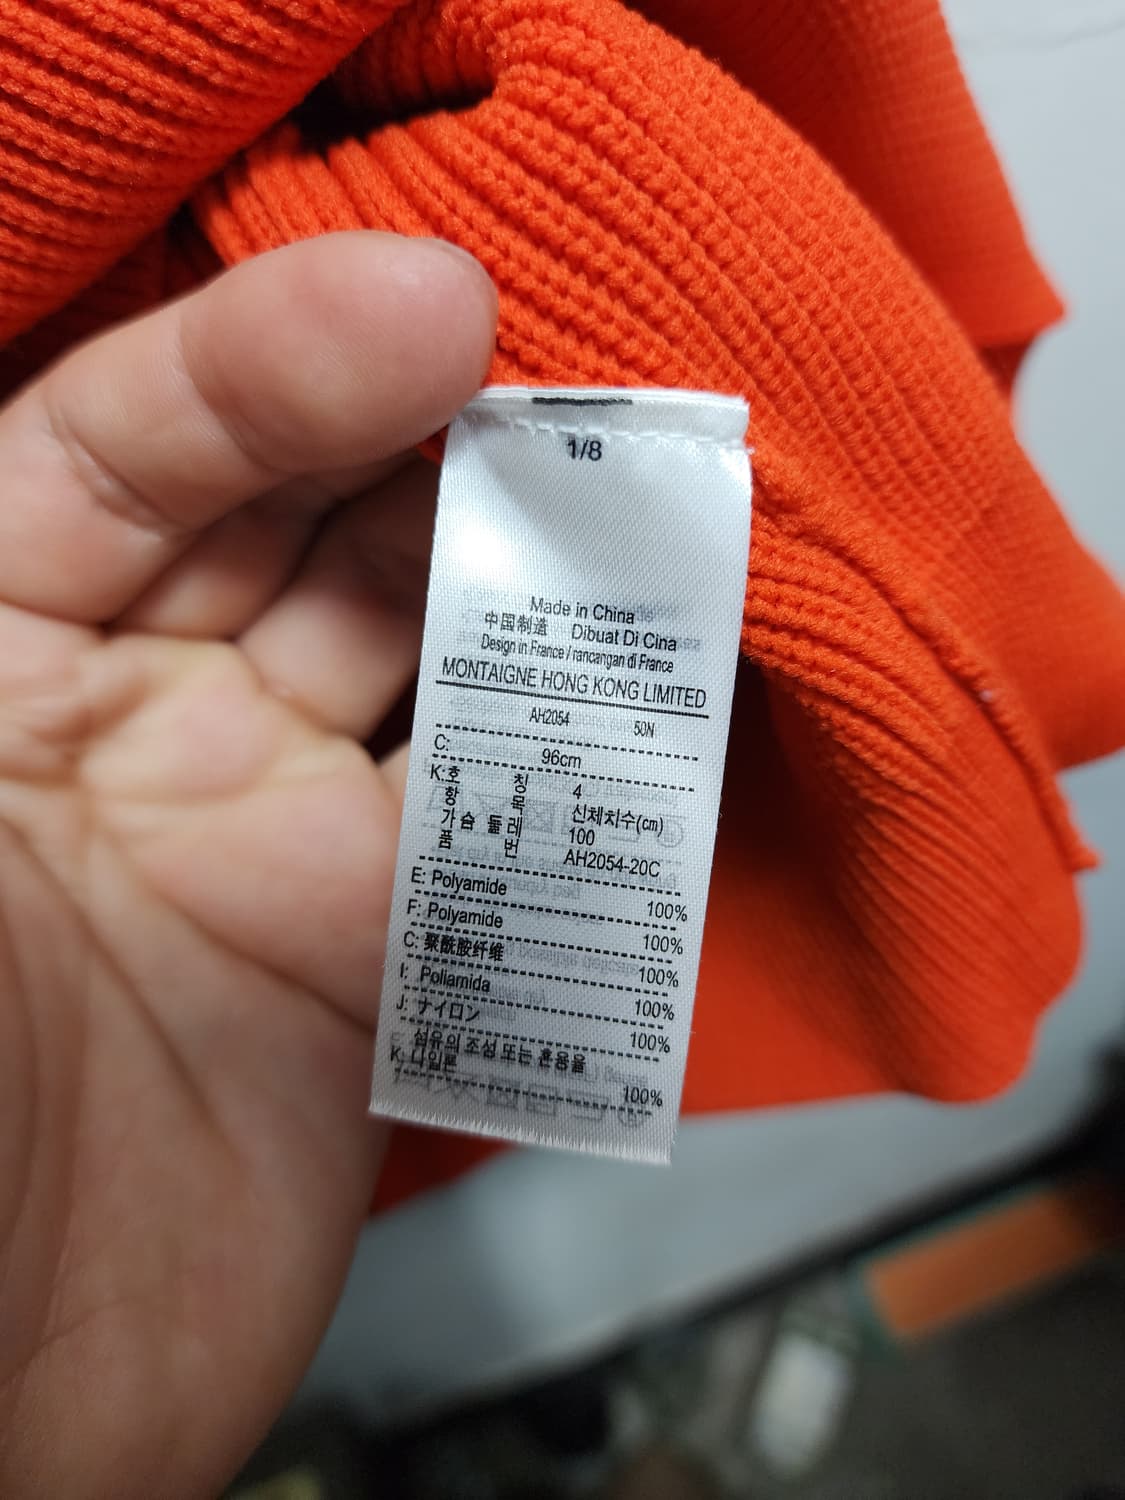 1/8
Made in China
中国制造 Dibuat Di Cina
Design in France / rancangan di France
MONTAIGNE HONG KONG LIMITED
AH2054 50N
C: 96cm
K:호 칭 4
항 목 신체치수(㎝)
가슴 둘레 100
품 번 AH2054-20C
E: Polyamide 100%
F: Polyamide 100%
C: 聚酰胺纤维 100%
I: Poliamida 100%
J: ナイロン 100%
섬유의 조성 또는 혼용율
K: 나일론 100%